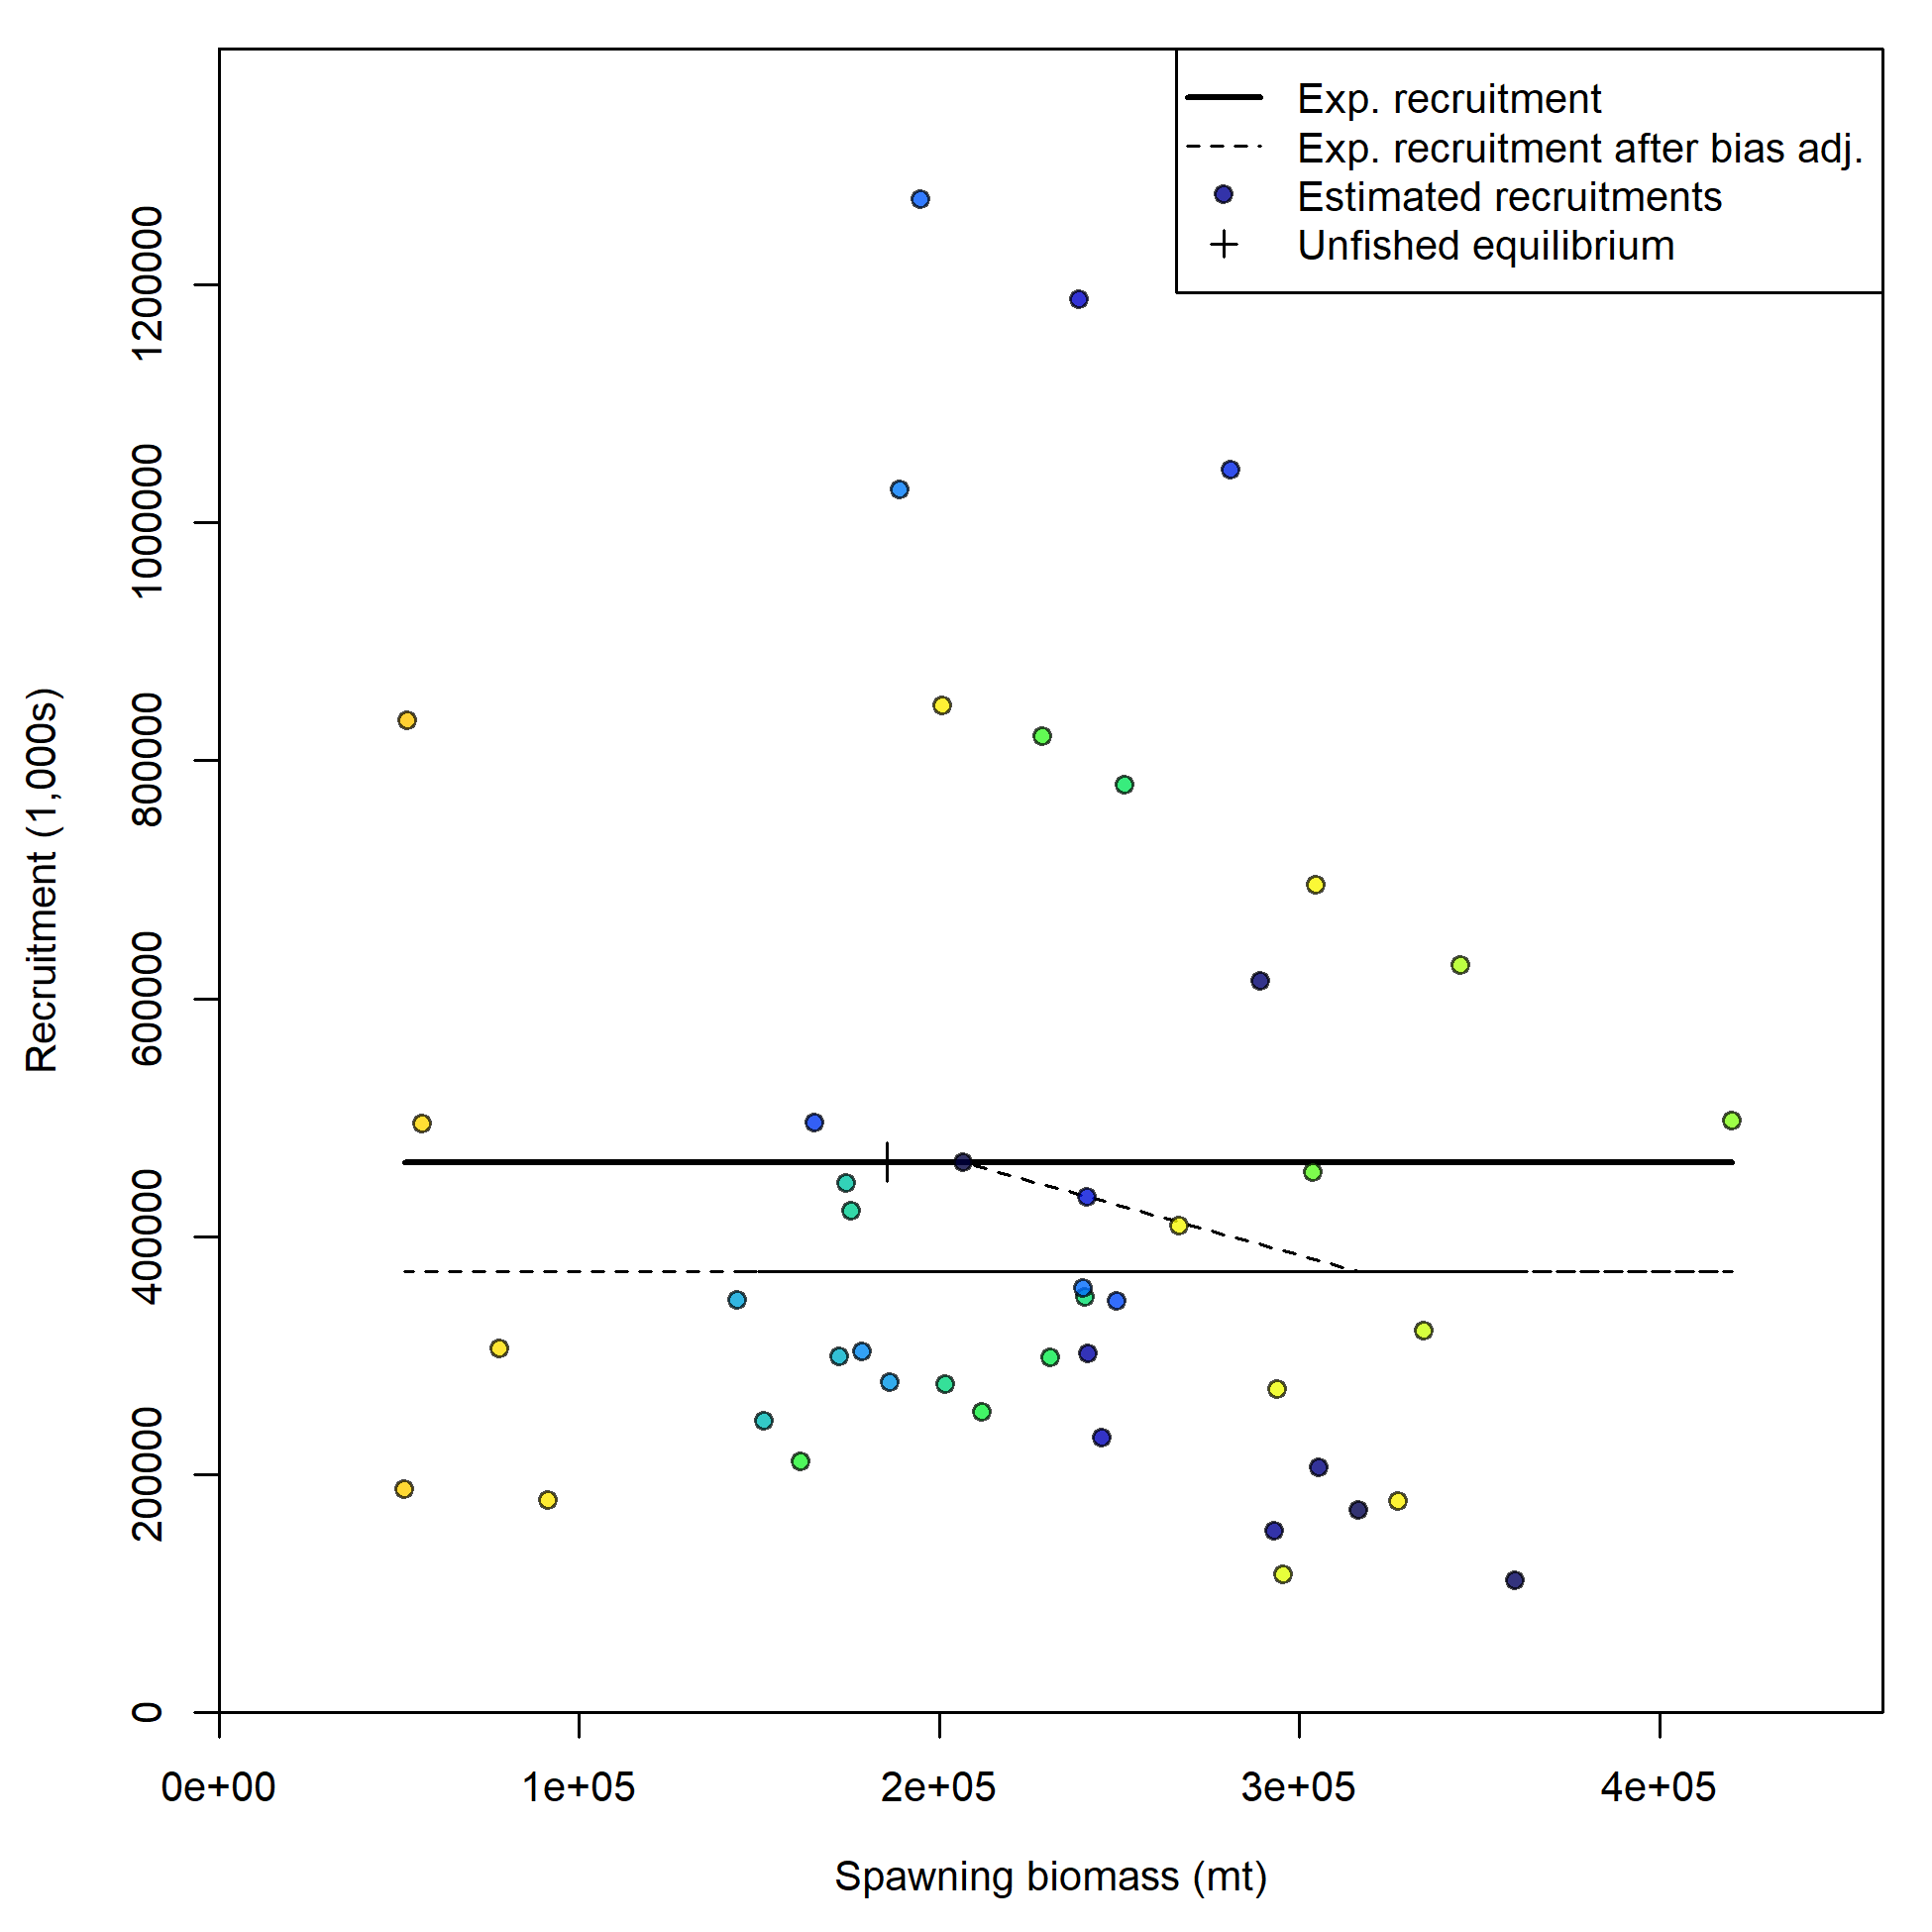 Exp. recruitment
Exp. recruitment after bias adj.
Estimated recruitments
Unfished equilibrium
Recruitment (1,000s)
1200000
1000000
800000
600000
400000
200000
0
0e+00 1e+05 2e+05 3e+05 4e+05
Spawning biomass (mt)